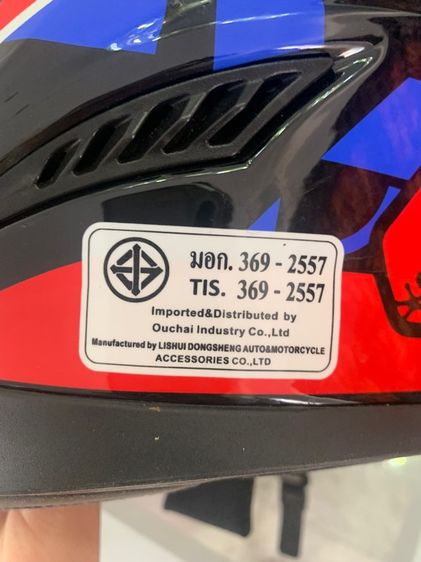 มอก. 369 - 2557
TIS. 369 - 2557
Imported&Distributed by
Ouchai Industry Co.,Ltd
Manufactured by LISHUI DONGSHENG AUTO&MOTORCYCLE
ACCESSORIES CO.,LTD